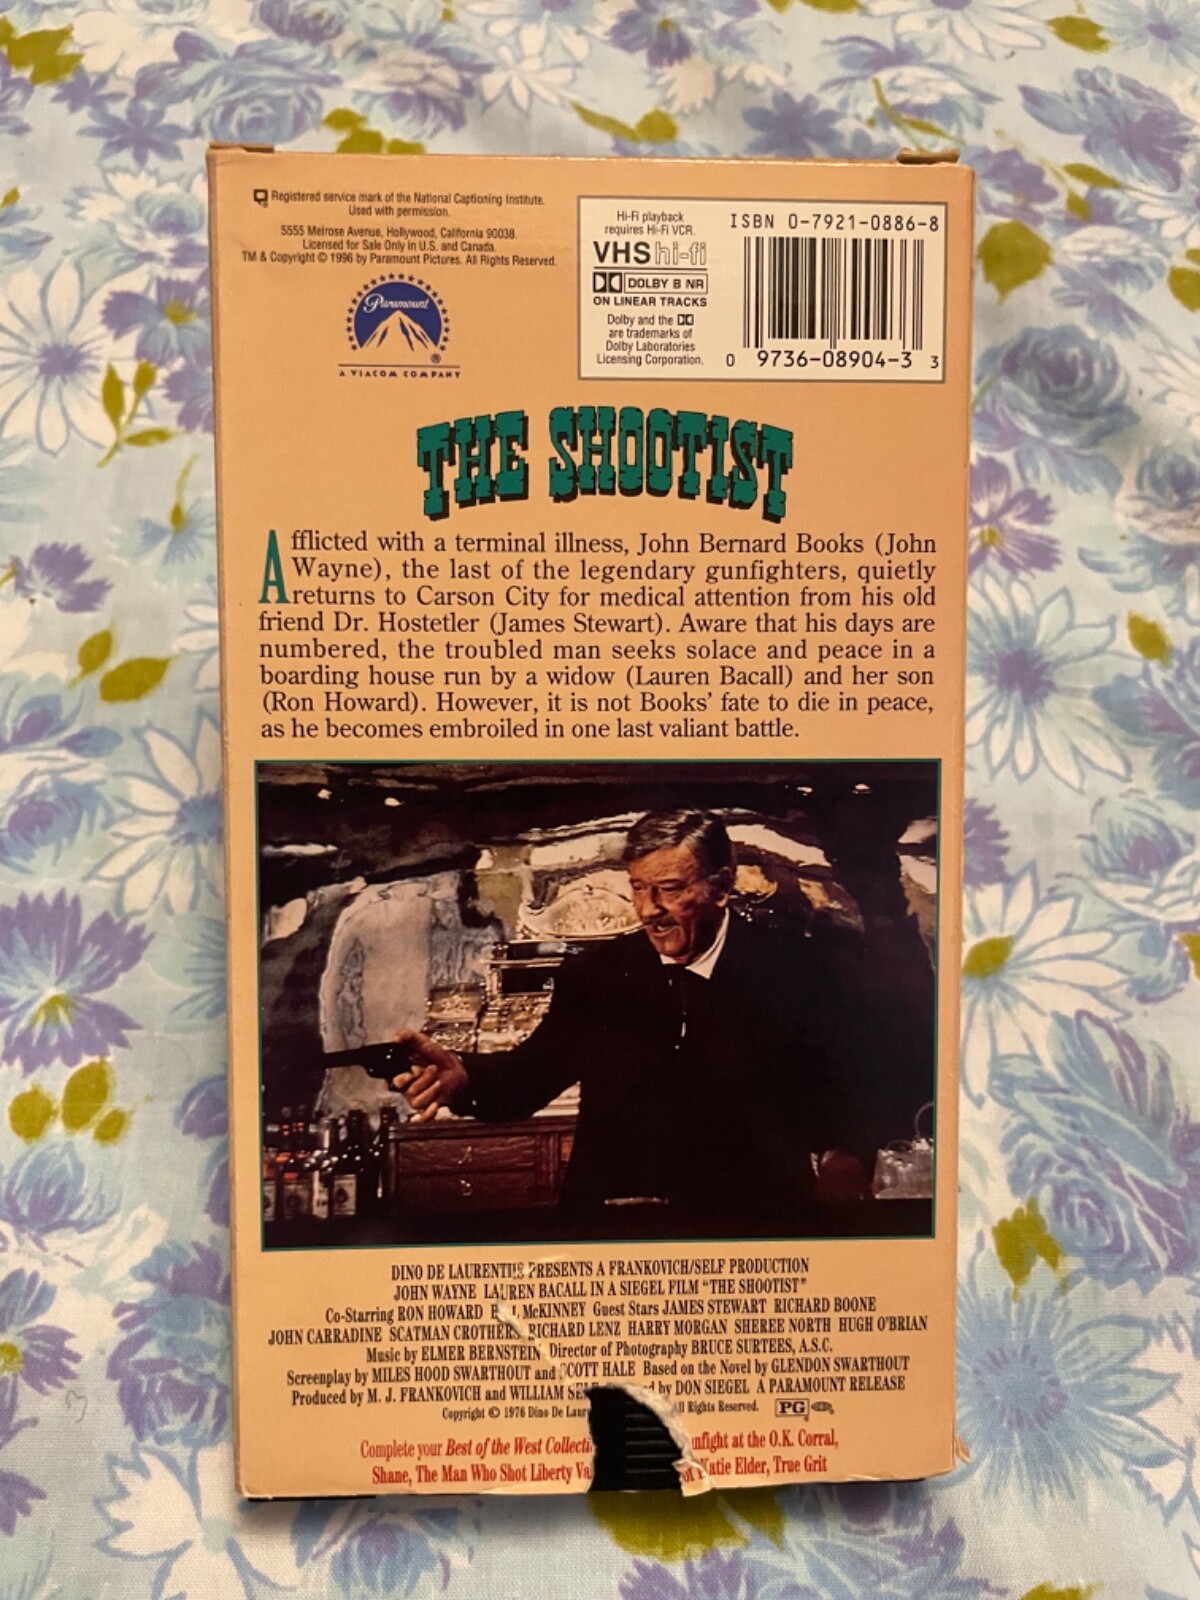 Registered service mark of the National Captioning Institute.
Used with permission.
5555 Melrose Avenue, Hollywood, California 90038.
Licensed for Sale Only in U.S. and Canada.
TM & Copyright © 1996 by Paramount Pictures. All Rights Reserved.
Paramount
®
A VIACOM COMPANY
Hi-Fi playback
requires Hi-Fi VCR.
VHS hi-fi
DOLBY B NR
ON LINEAR TRACKS
Dolby and the
are trademarks of
Dolby Laboratories
Licensing Corporation.
ISBN 0-7921-0886-8
0 9736-08904-3 3
THE SHOOTIST
Afflicted with a terminal illness, John Bernard Books (John
Wayne), the last of the legendary gunfighters, quietly
returns to Carson City for medical attention from his old
friend Dr. Hostetler (James Stewart). Aware that his days are
numbered, the troubled man seeks solace and peace in a
boarding house run by a widow (Lauren Bacall) and her son
(Ron Howard). However, it is not Books' fate to die in peace,
as he becomes embroiled in one last valiant battle.
DINO DE LAURENTIIS PRESENTS A FRANKOVICH/SELF PRODUCTION
JOHN WAYNE LAUREN BACALL IN A SIEGEL FILM "THE SHOOTIST"
Co-Starring RON HOWARD McKINNEY Guest Stars JAMES STEWART RICHARD BOONE
JOHN CARRADINE SCATMAN CROTHERS RICHARD LENZ HARRY MORGAN SHEREE NORTH HUGH O'BRIAN
Music by ELMER BERNSTEIN Director of Photography BRUCE SURTEES, A.S.C.
Screenplay by MILES HOOD SWARTHOUT and SCOTT HALE Based on the Novel by GLENDON SWARTHOUT
Produced by M. J. FRANKOVICH and WILLIAM by DON SIEGEL A PARAMOUNT RELEASE
Copyright © 1976 Dino De All Rights Reserved. PG
Complete your Best of the West at the O.K. Corral,
Shane, The Man Who Shot Liberty Katie Elder, True Grit